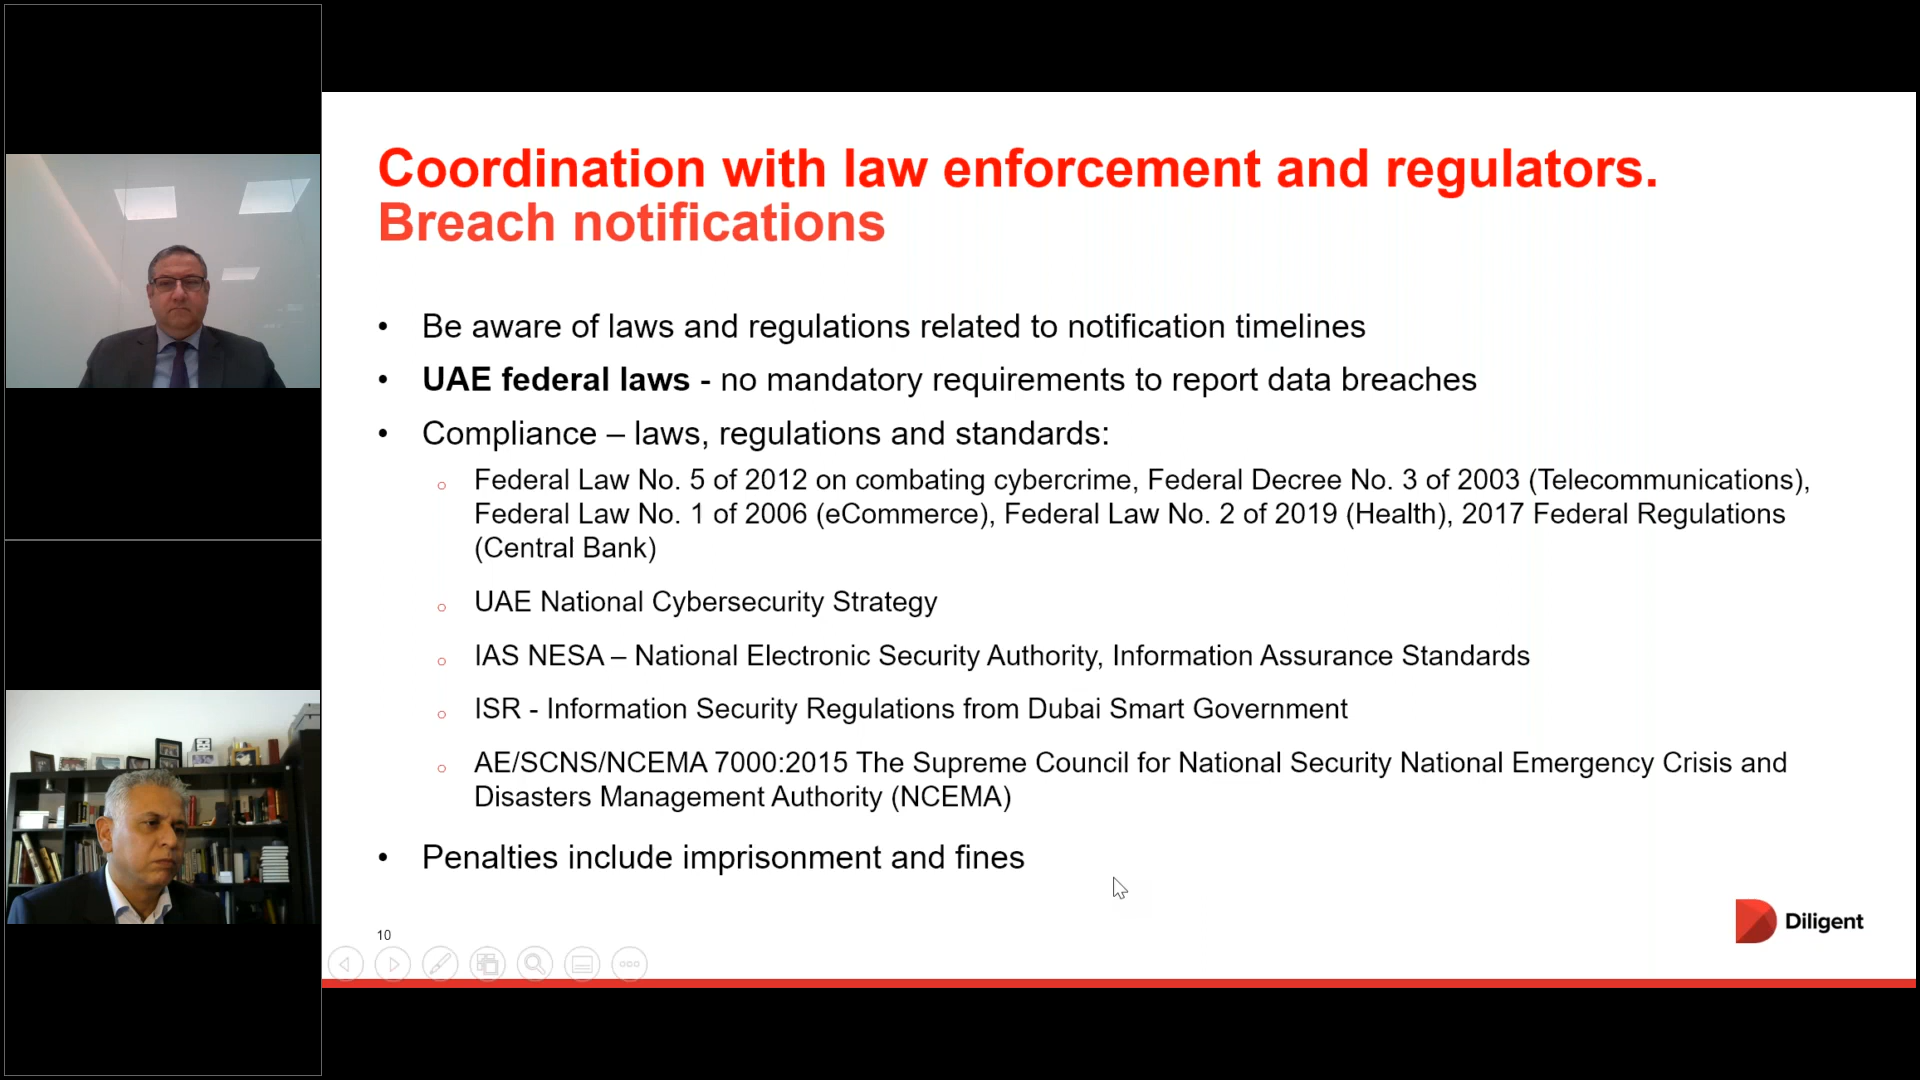 Coordination with law enforcement and regulators.
Breach notifications
• Be aware of laws and regulations related to notification timelines
• UAE federal laws - no mandatory requirements to report data breaches
• Compliance – laws, regulations and standards:
○ Federal Law No. 5 of 2012 on combating cybercrime, Federal Decree No. 3 of 2003 (Telecommunications),
Federal Law No. 1 of 2006 (eCommerce), Federal Law No. 2 of 2019 (Health), 2017 Federal Regulations
(Central Bank)
○ UAE National Cybersecurity Strategy
○ IAS NESA – National Electronic Security Authority, Information Assurance Standards
○ ISR - Information Security Regulations from Dubai Smart Government
○ AE/SCNS/NCEMA 7000:2015 The Supreme Council for National Security National Emergency Crisis and
Disasters Management Authority (NCEMA)
• Penalties include imprisonment and fines
Diligent
10